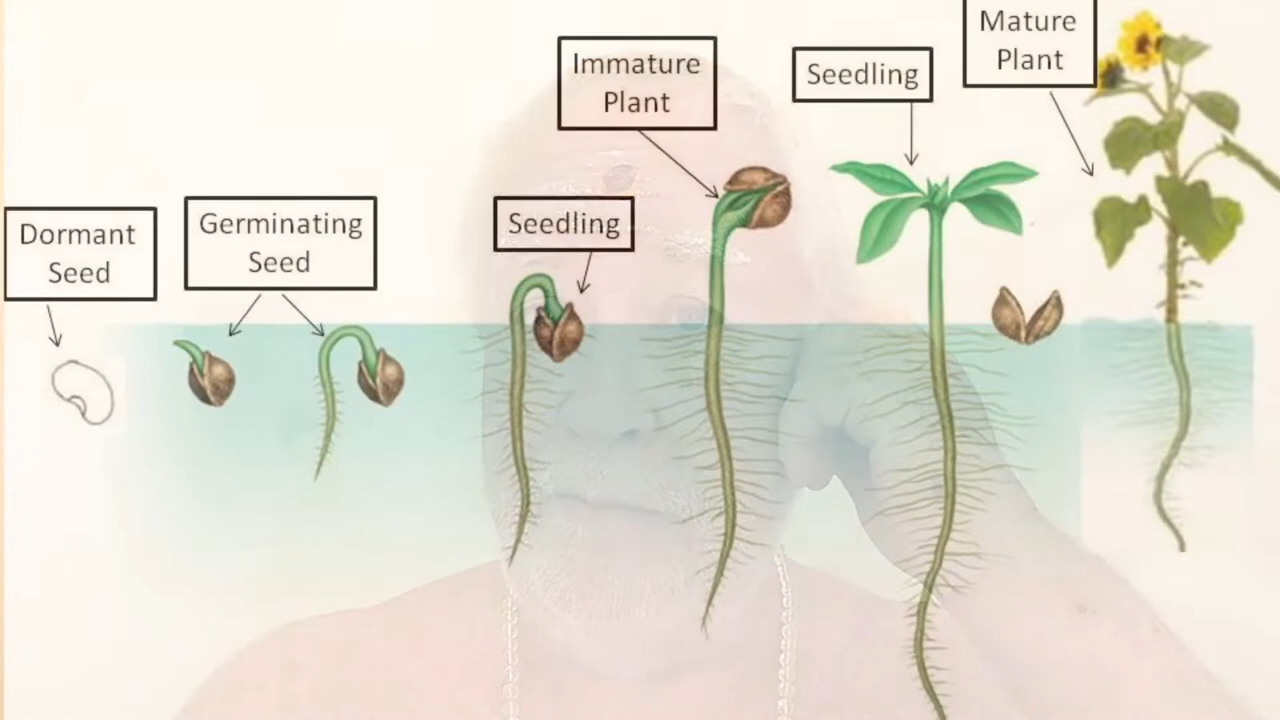 Dormant
Seed
Germinating
Seed
Seedling
Immature
Plant
Seedling
Mature
Plant